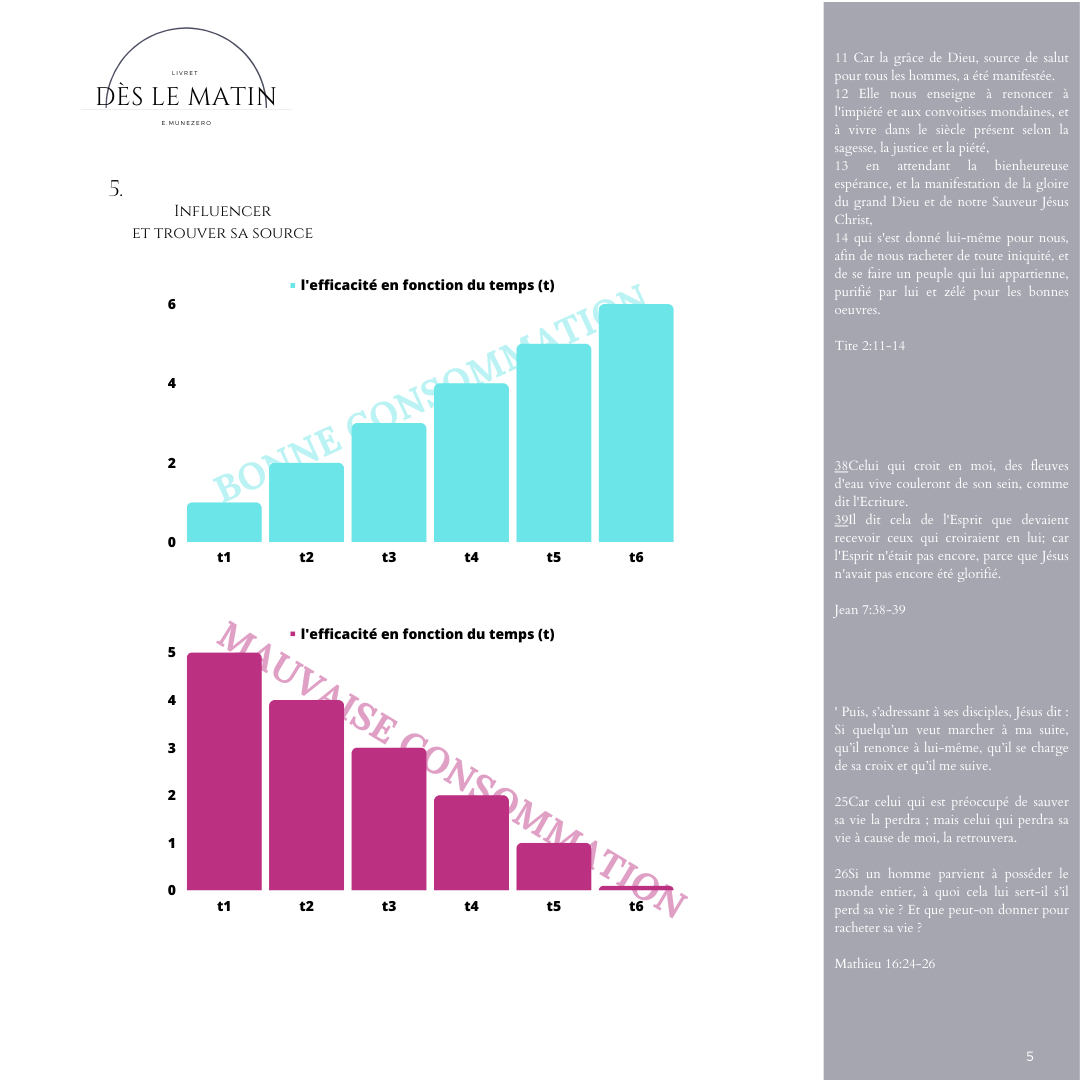 LIVRET
DÈS LE MATIN
E.MUNEZERO
5.
INFLUENCER
ET TROUVER SA SOURCE
l'efficacité en fonction du temps (t)
BONNE CONSOMMATION
6
4
2
0
t1 t2 t3 t4 t5 t6
l'efficacité en fonction du temps (t)
MAUVAISE CONSOMMATION
5
4
3
2
1
0
t1 t2 t3 t4 t5 t6
11 Car la grâce de Dieu, source de salut
pour tous les hommes, a été manifestée.
12 Elle nous enseigne à renoncer à
l'impiété et aux convoitises mondaines, et
à vivre dans le siècle présent selon la
sagesse, la justice et la piété,
13 en attendant la bienheureuse
espérance, et la manifestation de la gloire
du grand Dieu et de notre Sauveur Jésus
Christ,
14 qui s'est donné lui-même pour nous,
afin de nous racheter de toute iniquité, et
de se faire un peuple qui lui appartienne,
purifié par lui et zélé pour les bonnes
oeuvres.
Tite 2:11-14
38Celui qui croit en moi, des fleuves
d'eau vive couleront de son sein, comme
dit l'Ecriture.
39Il dit cela de l'Esprit que devaient
recevoir ceux qui croiraient en lui; car
l'Esprit n'était pas encore, parce que Jésus
n'avait pas encore été glorifié.
Jean 7:38-39
' Puis, s’adressant à ses disciples, Jésus dit :
Si quelqu’un veut marcher à ma suite,
qu’il renonce à lui-même, qu’il se charge
de sa croix et qu’il me suive.
25Car celui qui est préoccupé de sauver
sa vie la perdra ; mais celui qui perdra sa
vie à cause de moi, la retrouvera.
26Si un homme parvient à posséder le
monde entier, à quoi cela lui sert-il s’il
perd sa vie ? Et que peut-on donner pour
racheter sa vie ?
Mathieu 16:24-26
5